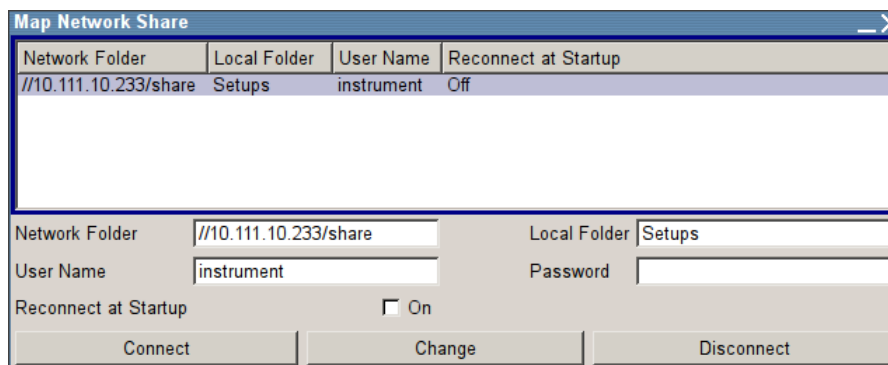 Map Network Share
Network Folder Local Folder User Name Reconnect at Startup
//10.111.10.233/share Setups instrument Off
Network Folder //10.111.10.233/share Local Folder Setups
User Name instrument Password
Reconnect at Startup On
Connect Change Disconnect